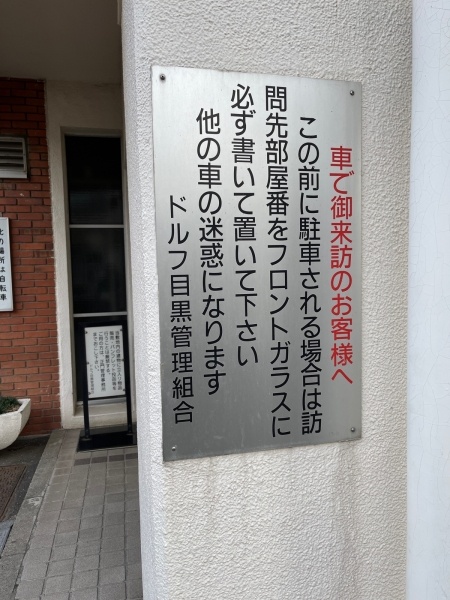 車で御来訪のお客様へ
この前に駐車される場合は訪
問先部屋番をフロントガラスに
必ず書いて置いて下さい
他の車の迷惑になります
ドルフ目黒管理組合